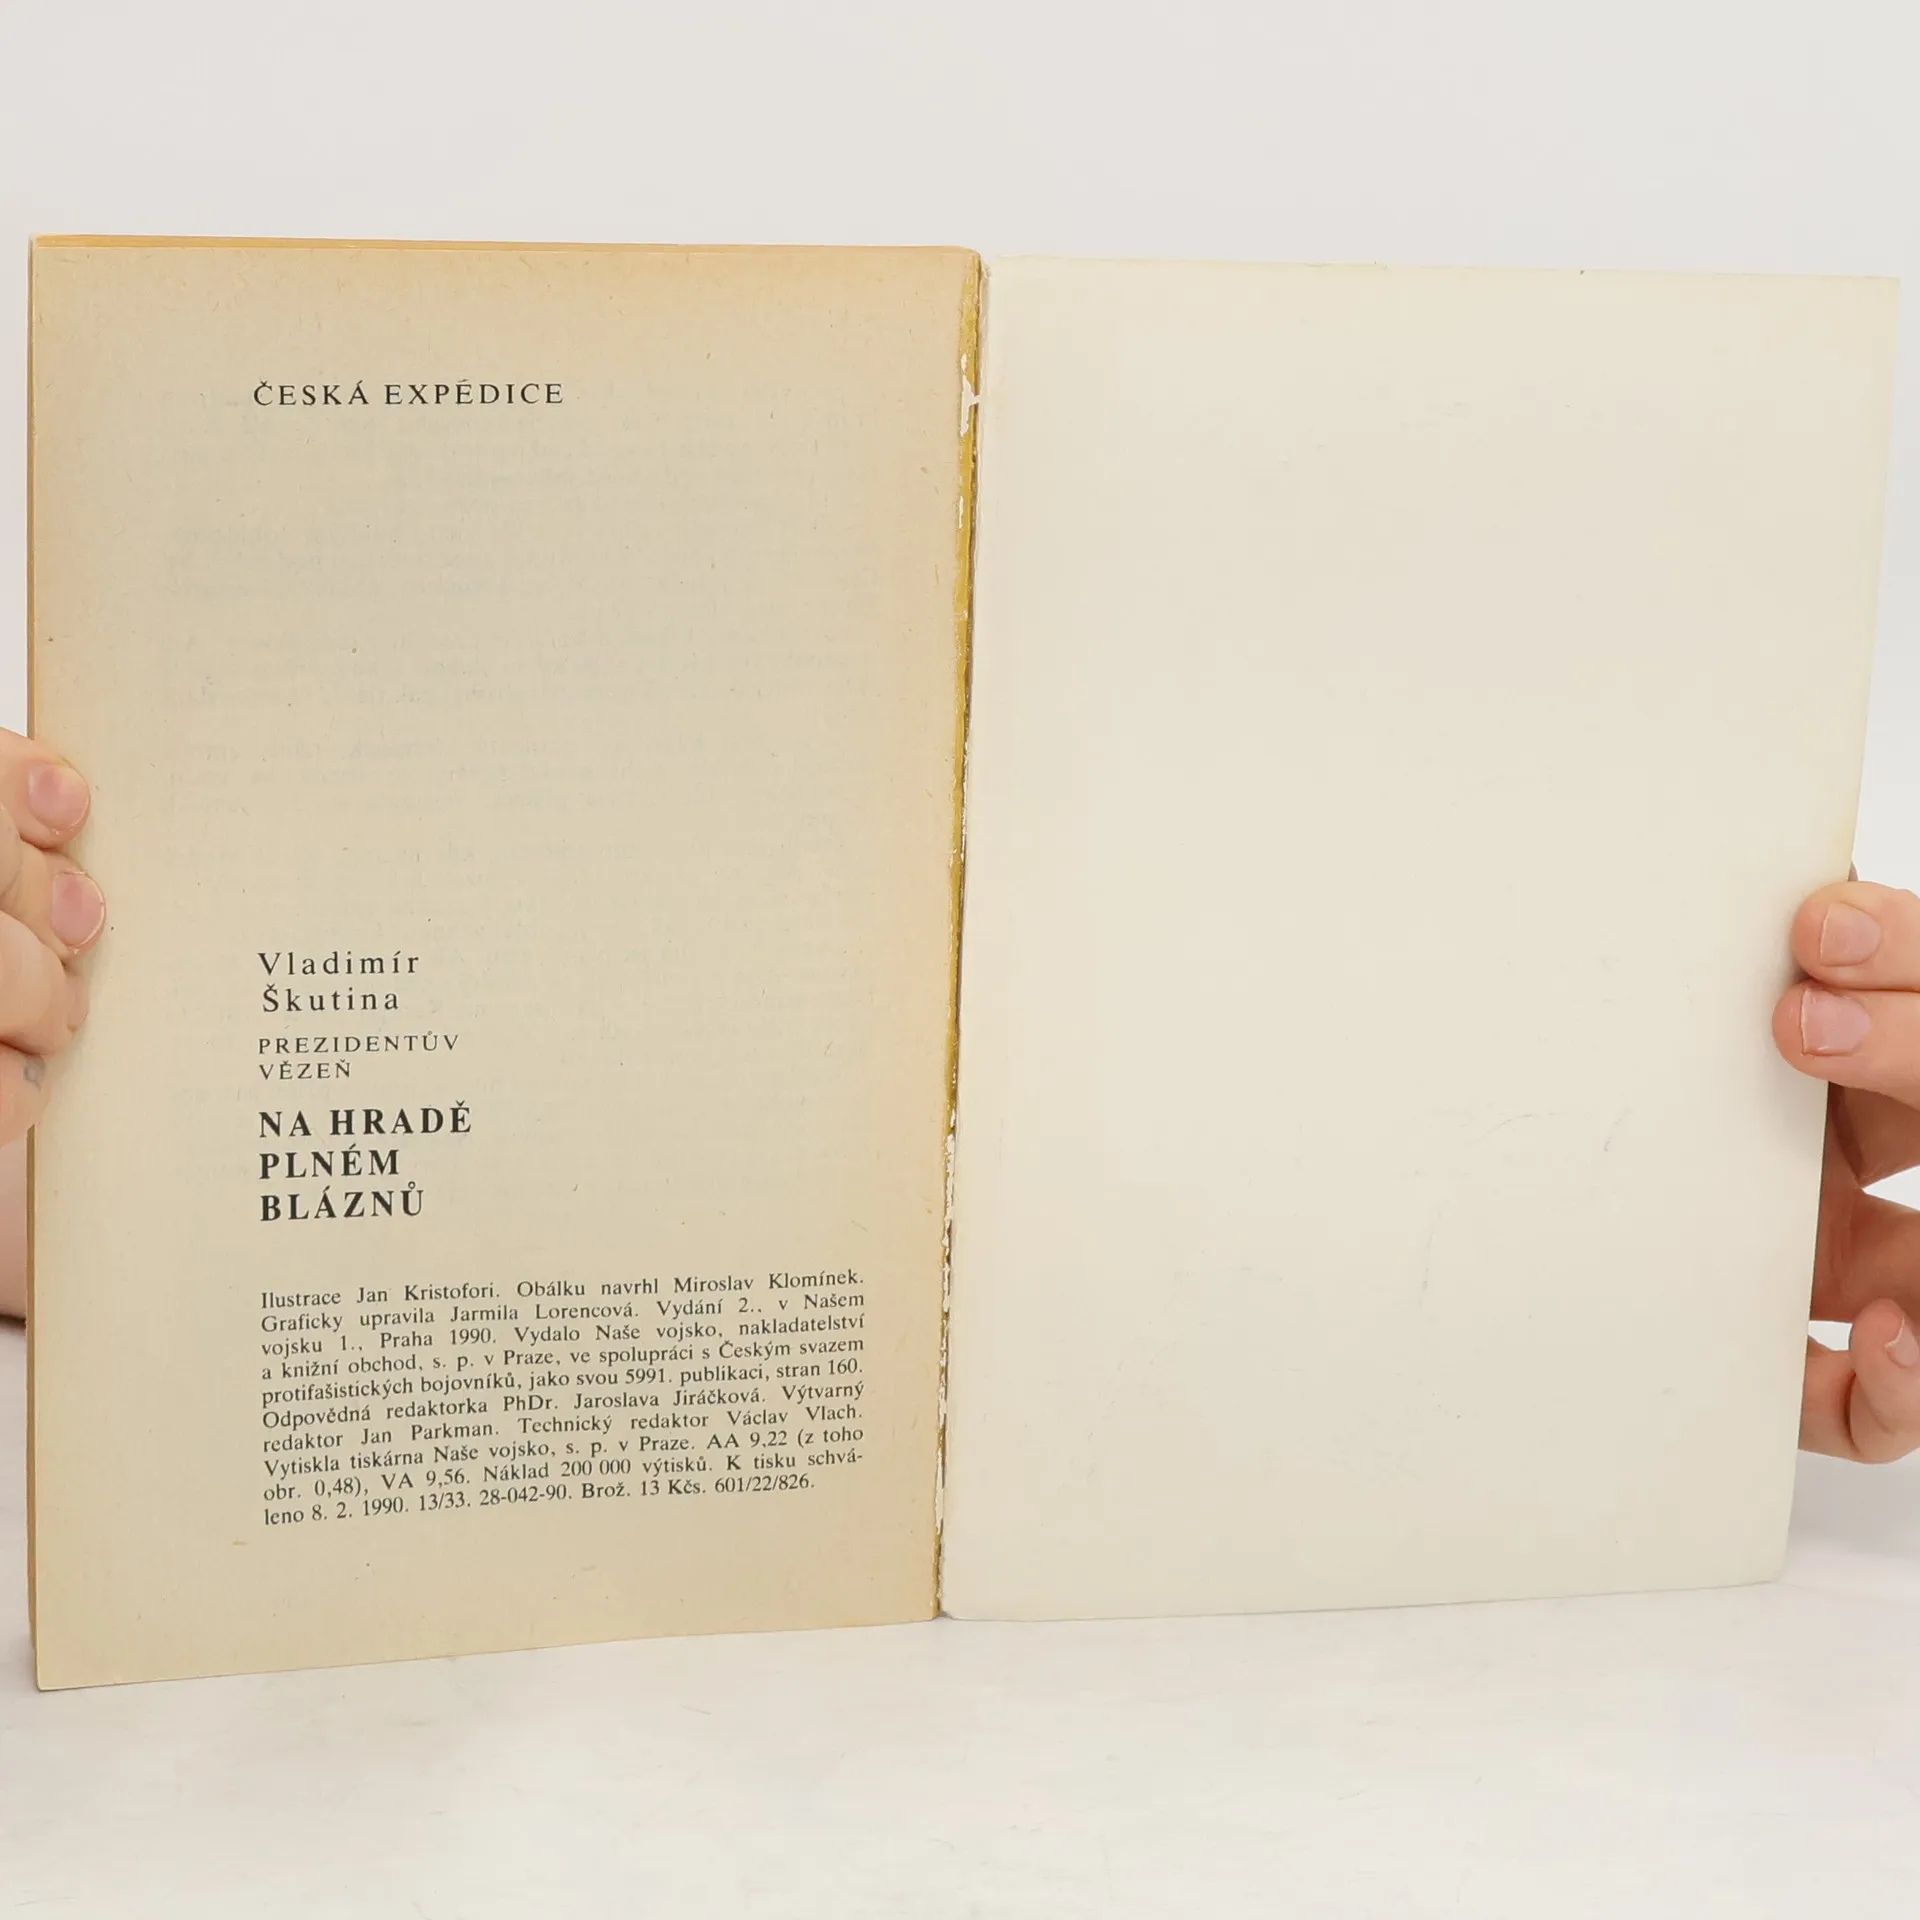 ČESKÁ EXPEDICE
Vladimír
Škutina
PREZIDENTŮV
VĚZEŇ
NA HRADĚ
PLNÉM
BLÁZNŮ
Ilustrace Jan Kristofori. Obálku navrhl Miroslav Klomínek.
Graficky upravila Jarmila Lorencová. Vydání 2., v Našem
vojsku 1., Praha 1990. Vydalo Naše vojsko, nakladatelství
a knižní obchod, s. p. v Praze, ve spolupráci s Českým svazem
protifašistických bojovníků, jako svou 5991. publikaci, stran 160.
Odpovědná redaktorka PhDr. Jaroslava Jiráčková. Výtvarný
redaktor Jan Parkman. Technický redaktor Václav Vlach.
Vytiskla tiskárna Naše vojsko, s. p. v Praze. AA 9,22 (z toho
obr. 0,48), VA 9,56. Náklad 200 000 výtisků. K tisku schvá-
leno 8. 2. 1990. 13/33. 28-042-90. Brož. 13 Kčs. 601/22/826.